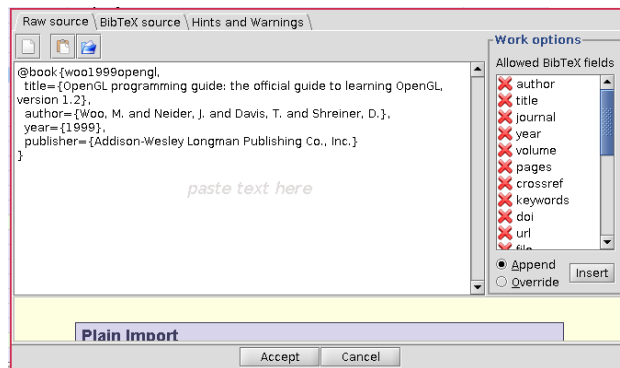 Raw source \ BibTeX source \ Hints and Warnings \
@book{woo1999opengl,
title={OpenGL programming guide: the official guide to learning OpenGL,
version 1.2},
author={Woo, M. and Neider, J. and Davis, T. and Shreiner, D.},
year={1999},
publisher={Addison-Wesley Longman Publishing Co., Inc.}
}
paste text here
Work options
Allowed BibTeX fields
author
title
journal
year
volume
pages
crossref
keywords
doi
url
file
Append
Override
Insert
Plain Import
Accept Cancel